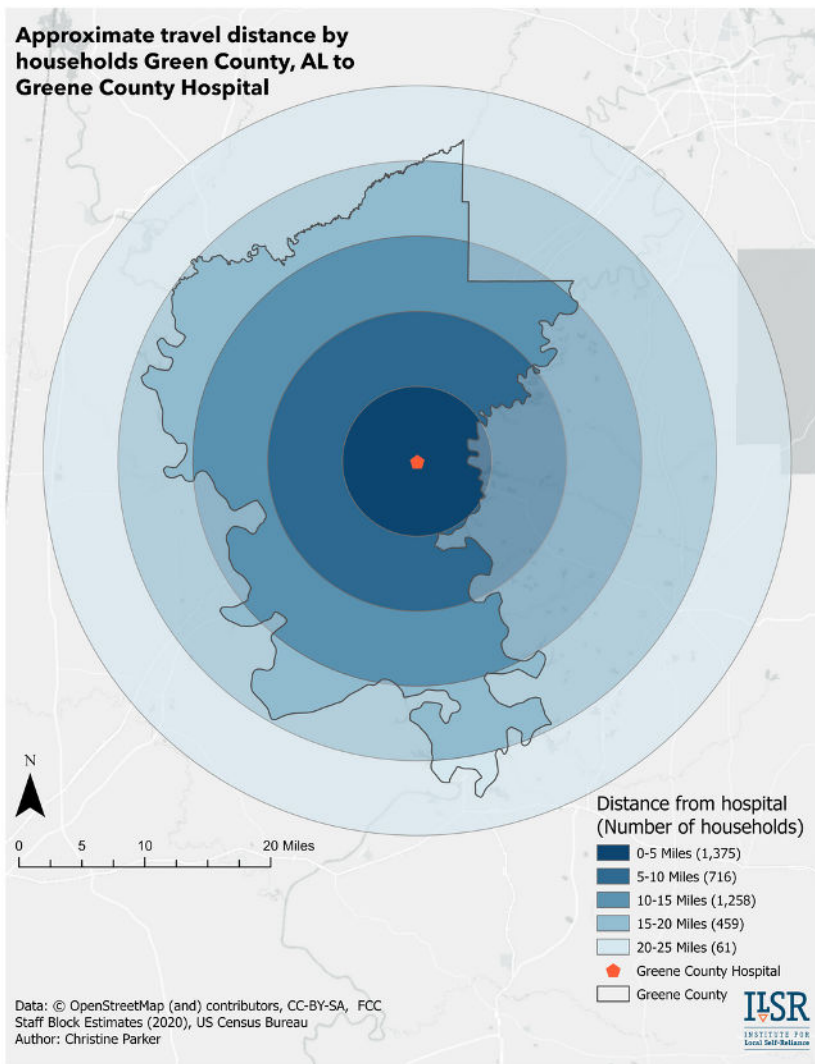 Approximate travel distance by
households Green County, AL to
Greene County Hospital
N
0 5 10 20 Miles
Distance from hospital
(Number of households)
0-5 Miles (1,375)
5-10 Miles (716)
10-15 Miles (1,258)
15-20 Miles (459)
20-25 Miles (61)
Greene County Hospital
Greene County
Data: © OpenStreetMap (and) contributors, CC-BY-SA, FCC
Staff Block Estimates (2020), US Census Bureau
Author: Christine Parker
ILSR
INSTITUTE FOR
Local Self-Reliance